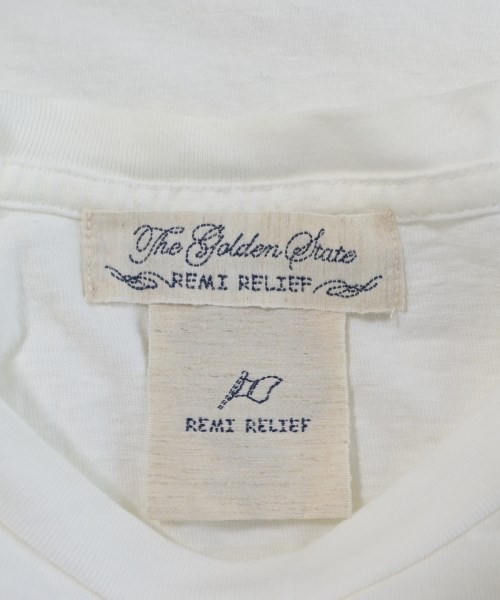 The Golden State
REMI RELIEF
REMI RELIEF